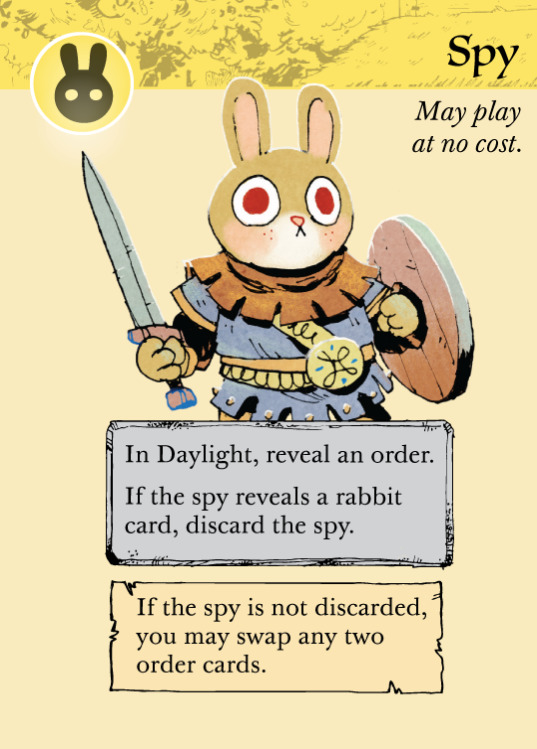 Spy
May play
at no cost.
In Daylight, reveal an order.
If the spy reveals a rabbit
card, discard the spy.
If the spy is not discarded,
you may swap any two
order cards.